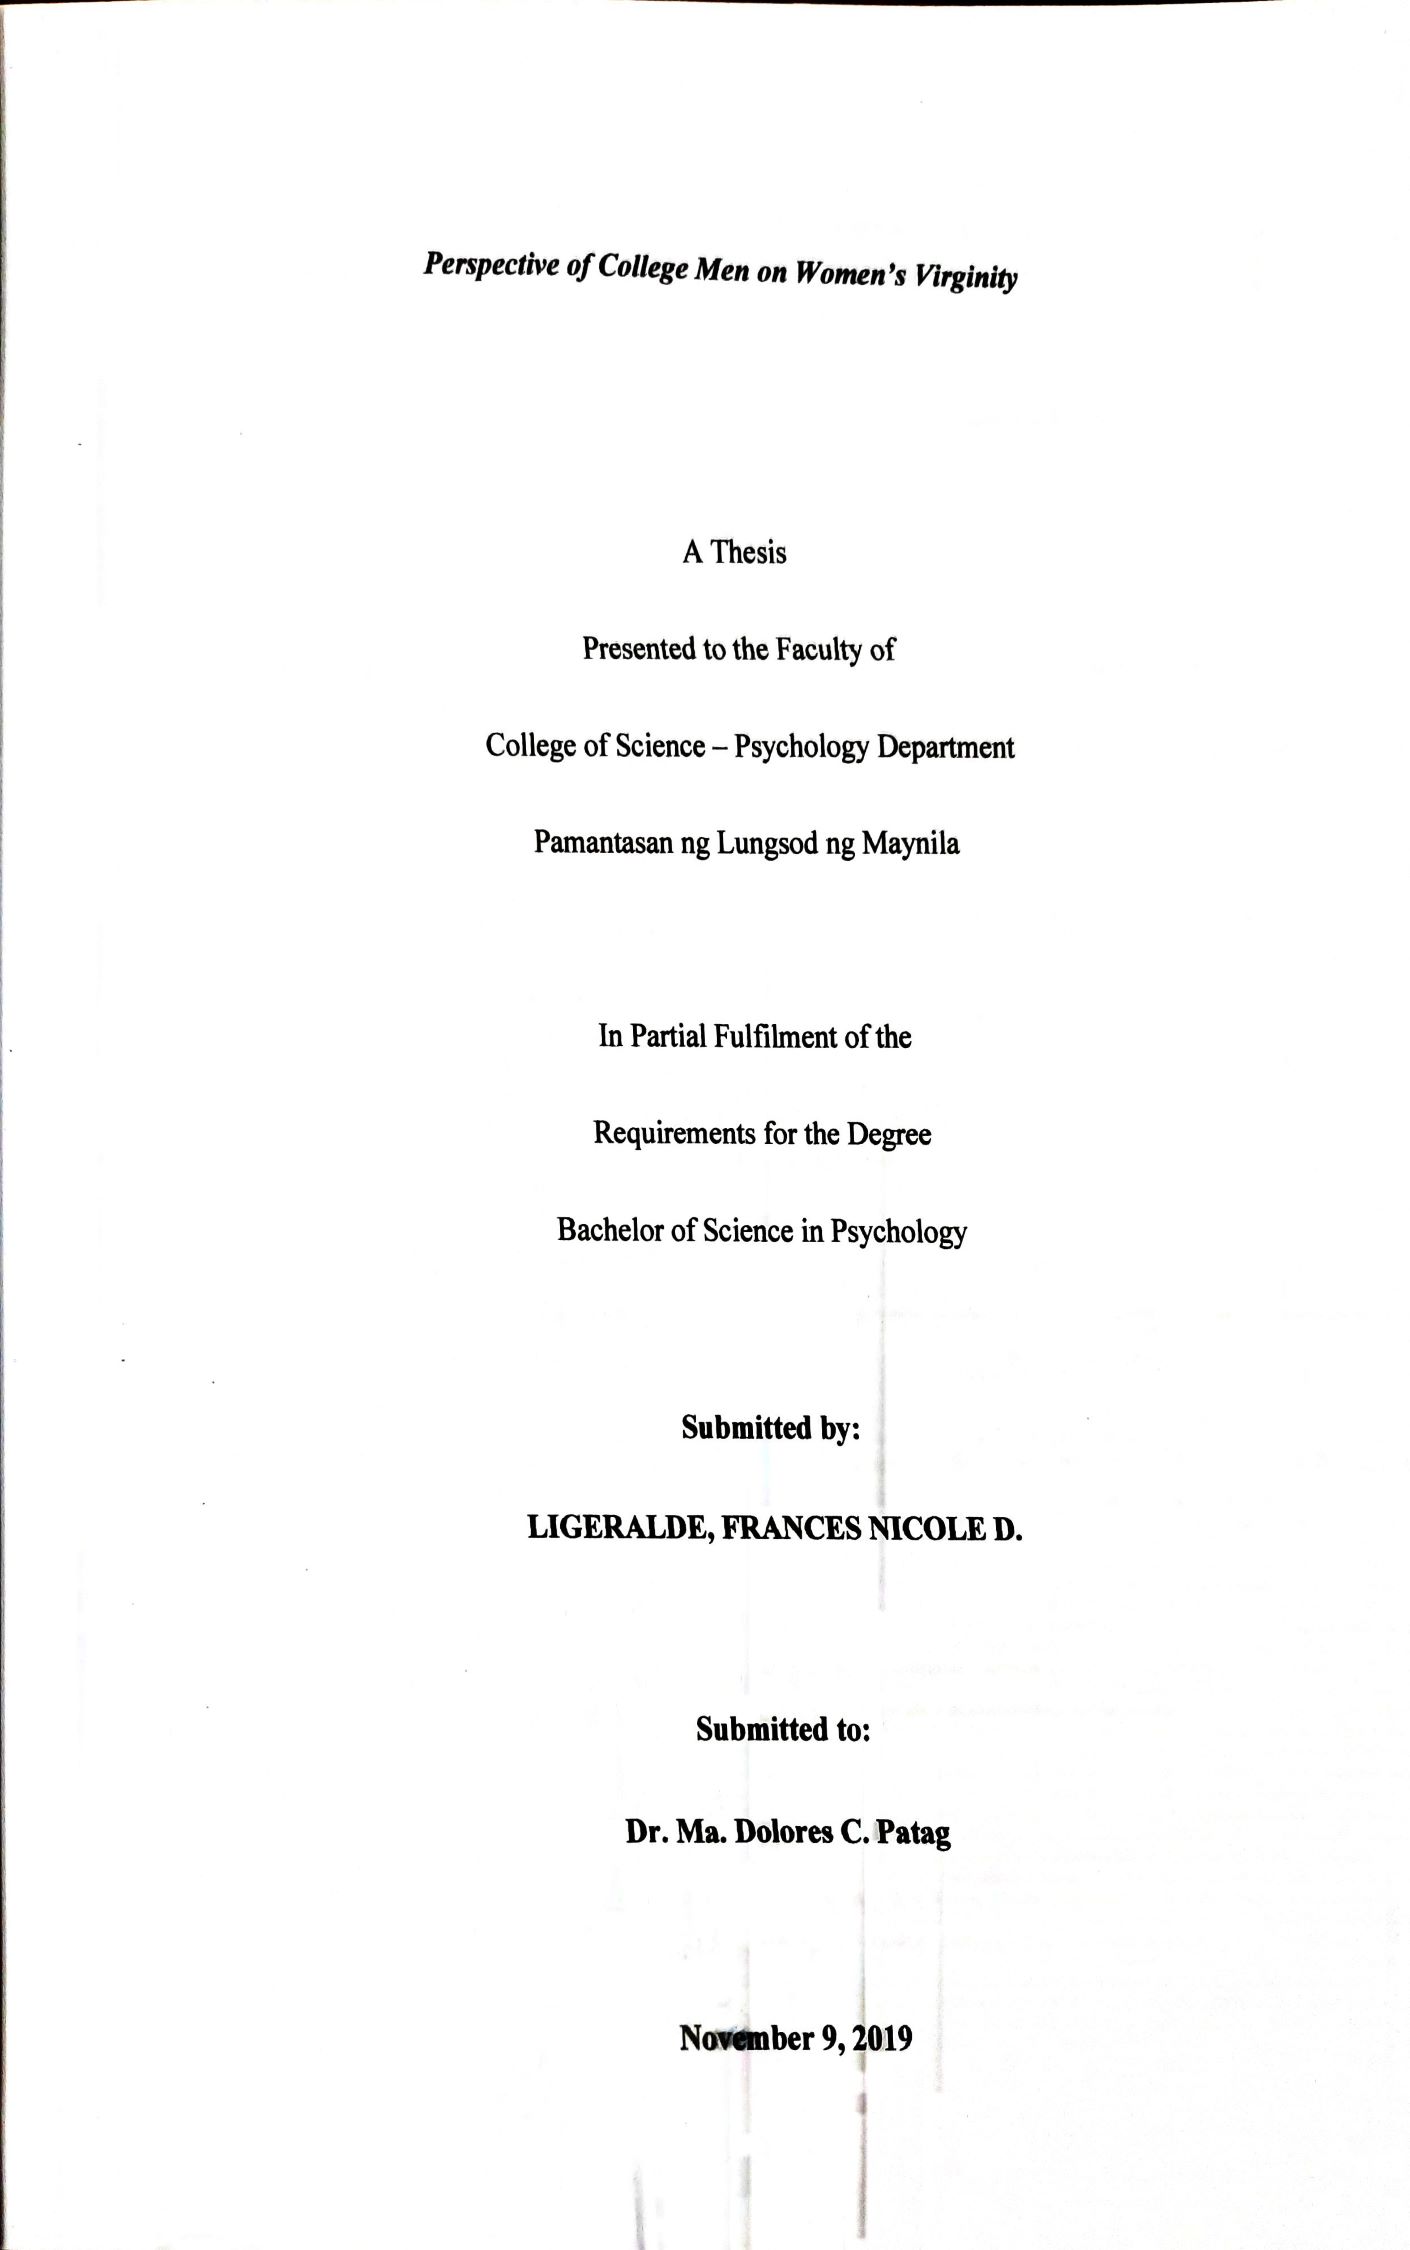 Perspective of College Men on Women's Virginity
A Thesis
Presented to the Faculty of
College of Science – Psychology Department
Pamantasan ng Lungsod ng Maynila
In Partial Fulfilment of the
Requirements for the Degree
Bachelor of Science in Psychology
Submitted by:
LIGERALDE, FRANCES NICOLE D.
Submitted to:
Dr. Ma. Dolores C. Patag
November 9, 2019